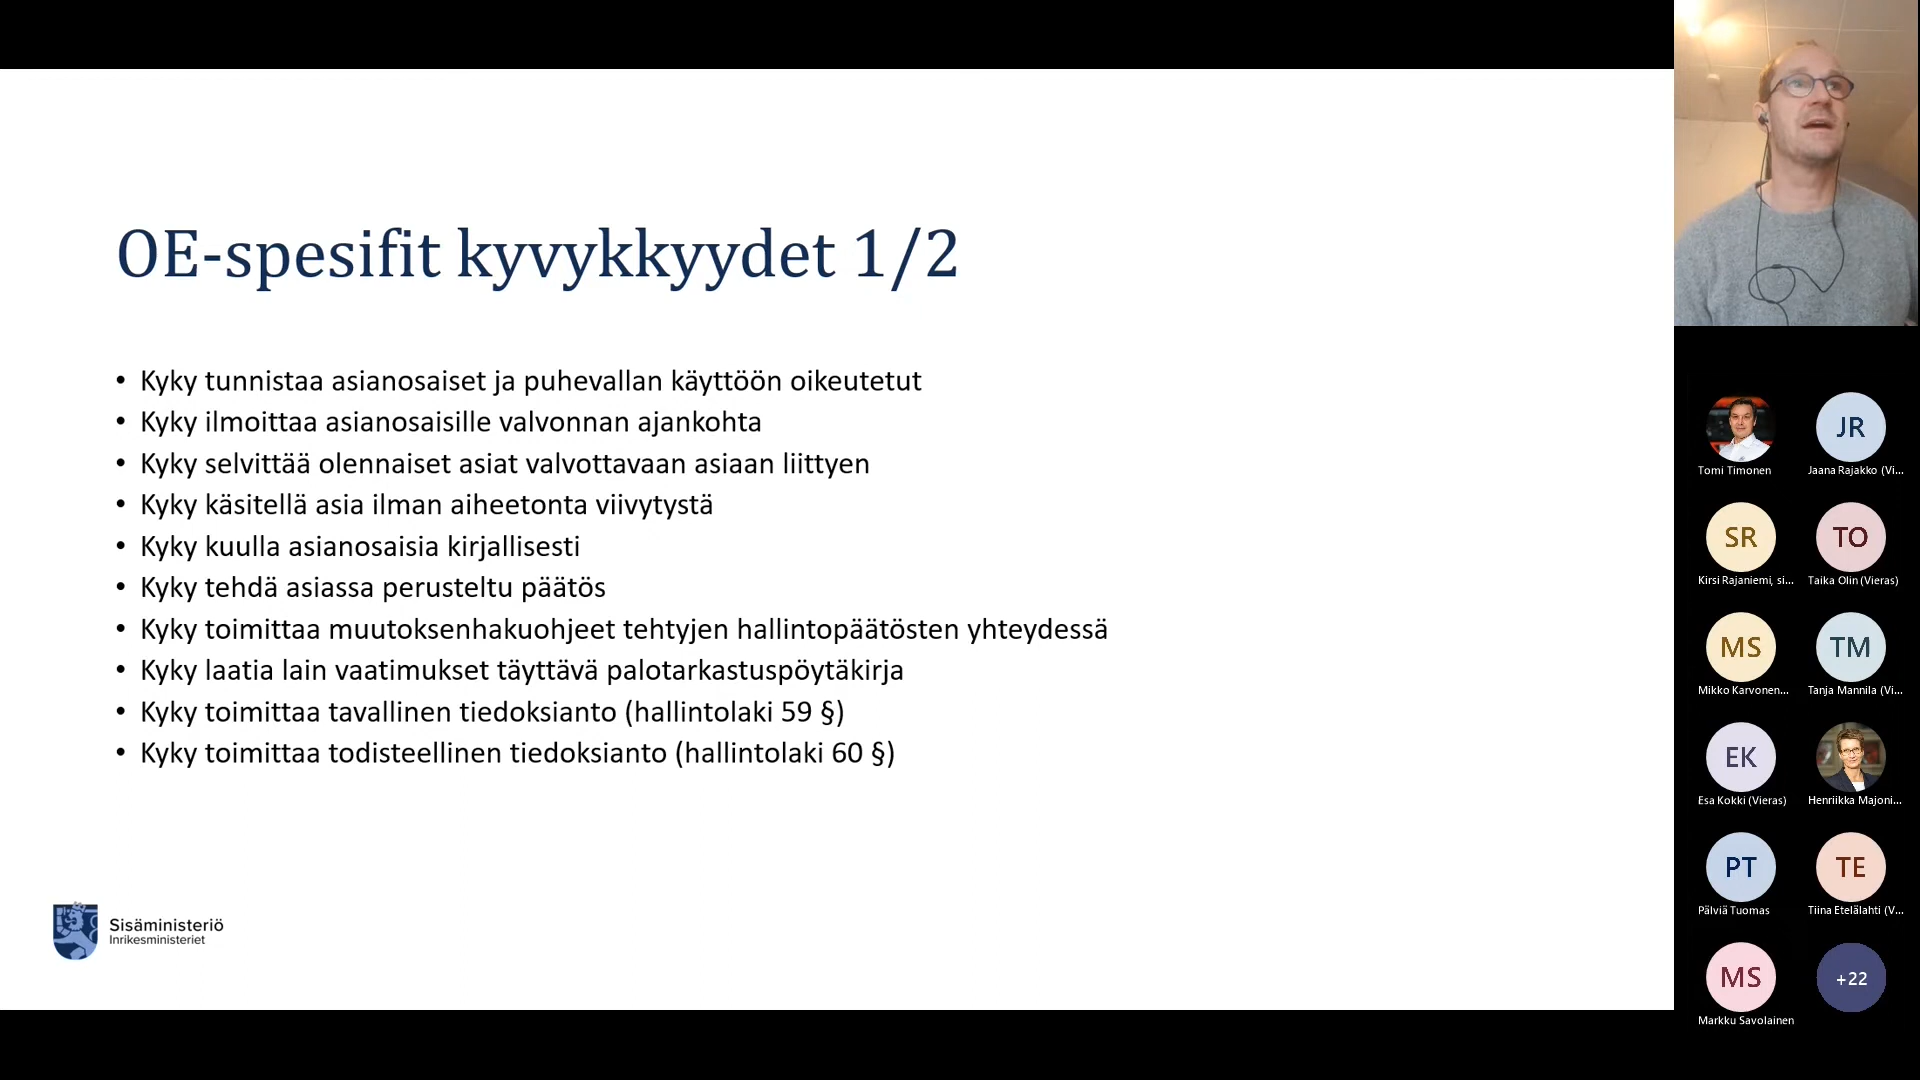 OE-spesifit kyvykkyydet 1/2
• Kyky tunnistaa asianosaiset ja puhevallan käyttöön oikeutetut
• Kyky ilmoittaa asianosaisille valvonnan ajankohta
• Kyky selvittää olennaiset asiat valvottavaan asiaan liittyen
• Kyky käsitellä asia ilman aiheetonta viivytystä
• Kyky kuulla asianosaisia kirjallisesti
• Kyky tehdä asiassa perusteltu päätös
• Kyky toimittaa muutoksenhakuohjeet tehtyjen hallintopäätösten yhteydessä
• Kyky laatia lain vaatimukset täyttävä palotarkastuspöytäkirja
• Kyky toimittaa tavallinen tiedoksianto (hallintolaki 59 §)
• Kyky toimittaa todisteellinen tiedoksianto (hallintolaki 60 §)
Sisäministeriö
Inrikesministeriet
JR
Tomi Timonen
Jaana Rajakko (Vi...
SR
TO
Kirsi Rajaniemi, si...
Taika Olin (Vieras)
MS
TM
Mikko Karvonen...
Tanja Mannila (Vi...
EK
Esa Kokki (Vieras)
Henriikka Majoni...
PT
TE
Pälviä Tuomas
Tiina Etelälahti (V...
MS
+22
Markku Savolainen